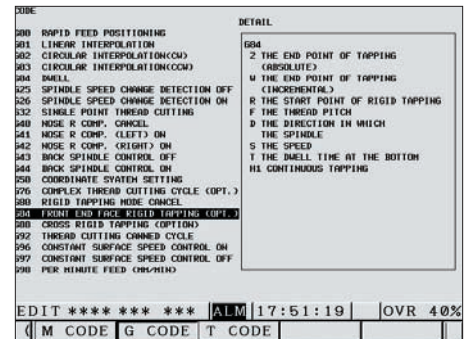 CODE
DETAIL
G00 RAPID FEED POSITIONING
G01 LINEAR INTERPOLATION
G02 CIRCULAR INTERPOLATION(CW)
G03 CIRCULAR INTERPOLATION(CCW)
G04 DWELL
G25 SPINDLE SPEED CHANGE DETECTION OFF
G26 SPINDLE SPEED CHANGE DETECTION ON
G32 SINGLE POINT THREAD CUTTING
G40 NOSE R COMP. CANCEL
G41 NOSE R COMP. (LEFT) ON
G42 NOSE R COMP. (RIGHT) ON
G43 BACK SPINDLE CONTROL OFF
G44 BACK SPINDLE CONTROL ON
G50 COORDINATE SYATEM SETTING
G76 COMPLEX THREAD CUTTING CYCLE (OPT.)
G80 RIGID TAPPING MODE CANCEL
G84 FRONT END FACE RIGID TAPPING (OPT.)
G88 CROSS RIGID TAPPING (OPTION)
G92 THREAD CUTTING CANNED CYCLE
G96 CONSTANT SURFACE SPEED CONTROL ON
G97 CONSTANT SURFACE SPEED CONTROL OFF
G98 PER MINUTE FEED (MM/MIN)
G84
Z THE END POINT OF TAPPING
(ABSOLUTE)
W THE END POINT OF TAPPING
(INCREMENTAL)
R THE START POINT OF RIGID TAPPING
F THE THREAD PITCH
D THE DIRECTION IN WHICH
THE SPINDLE
S THE SPEED
T THE DWELL TIME AT THE BOTTOM
H1 CONTINUOUS TAPPING
EDIT **** *** *** ALM 17:51:19 OVR 40%
( M CODE G CODE T CODE